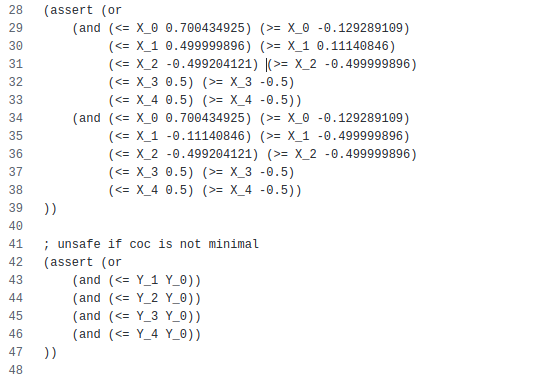 28 (assert (or
29     (and (<= X_0 0.700434925) (>= X_0 -0.129289109)
30          (<= X_1 0.499999896) (>= X_1 0.11140846)
31          (<= X_2 -0.499204121) (>= X_2 -0.499999896)
32          (<= X_3 0.5) (>= X_3 -0.5)
33          (<= X_4 0.5) (>= X_4 -0.5))
34     (and (<= X_0 0.700434925) (>= X_0 -0.129289109)
35          (<= X_1 -0.11140846) (>= X_1 -0.499999896)
36          (<= X_2 -0.499204121) (>= X_2 -0.499999896)
37          (<= X_3 0.5) (>= X_3 -0.5)
38          (<= X_4 0.5) (>= X_4 -0.5))
39 ))
40
41 ; unsafe if coc is not minimal
42 (assert (or
43     (and (<= Y_1 Y_0))
44     (and (<= Y_2 Y_0))
45     (and (<= Y_3 Y_0))
46     (and (<= Y_4 Y_0))
47 ))
48